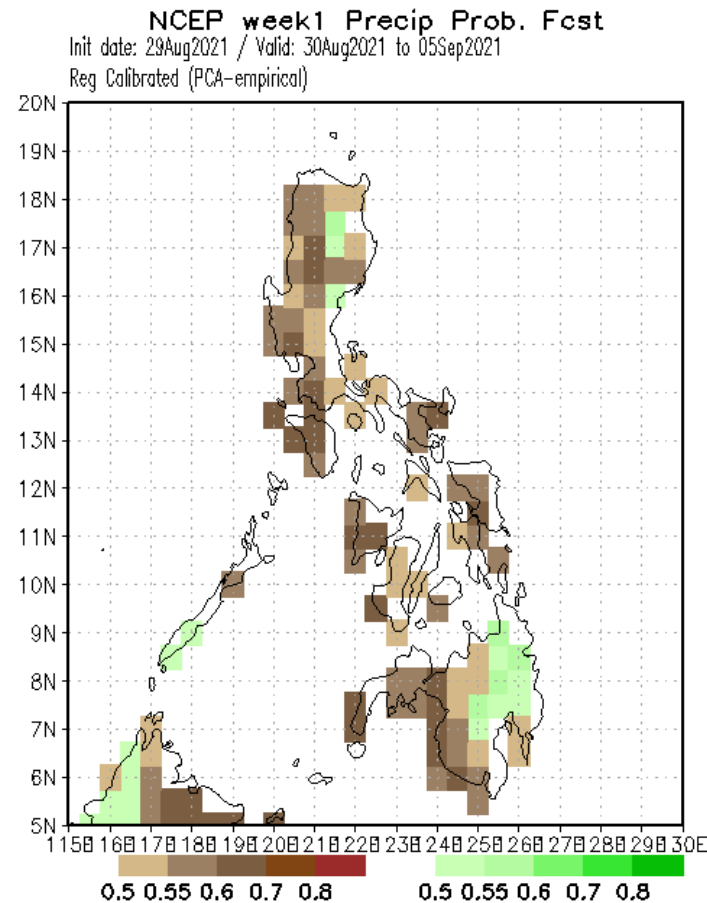 NCEP week1 Precip Prob. Fcst
Init date: 29Aug2021 / Valid: 30Aug2021 to 05Sep2021
Reg Calibrated (PCA-empirical)
20N
19N
18N
17N
16N
15N
14N
13N
12N
11N
10N
9N
8N
7N
6N
5N
115E 116E 117E 118E 119E 120E 121E 122E 123E 124E 125E 126E 127E 128E 129E 130E
0.5 0.55 0.6 0.7 0.8 0.5 0.55 0.6 0.7 0.8